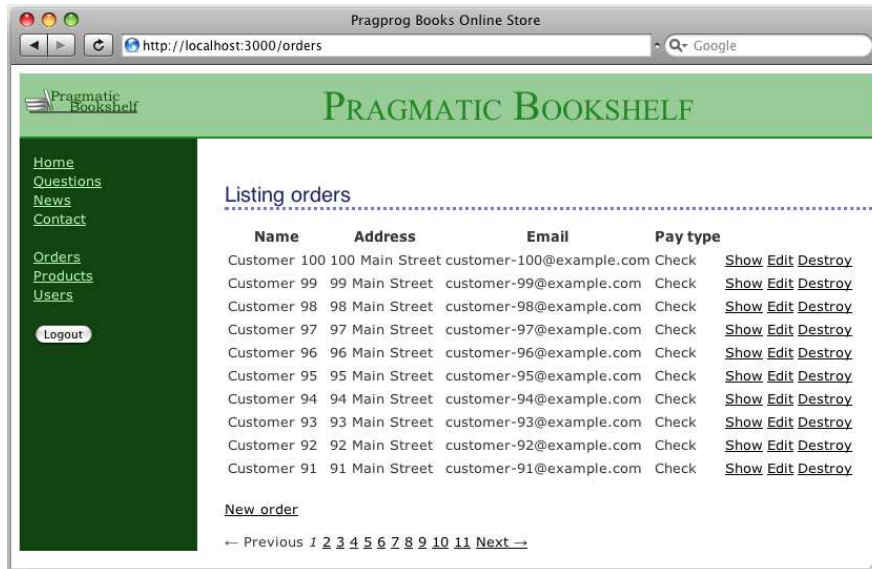 Pragprog Books Online Store
http://localhost:3000/orders
Google
Pragmatic
Bookshelf
PRAGMATIC BOOKSHELF
Home
Questions
News
Contact
Orders
Products
Users
Logout
Listing orders
Name Address Email Pay type
Customer 100 100 Main Street customer-100@example.com Check Show Edit Destroy
Customer 99 99 Main Street customer-99@example.com Check Show Edit Destroy
Customer 98 98 Main Street customer-98@example.com Check Show Edit Destroy
Customer 97 97 Main Street customer-97@example.com Check Show Edit Destroy
Customer 96 96 Main Street customer-96@example.com Check Show Edit Destroy
Customer 95 95 Main Street customer-95@example.com Check Show Edit Destroy
Customer 94 94 Main Street customer-94@example.com Check Show Edit Destroy
Customer 93 93 Main Street customer-93@example.com Check Show Edit Destroy
Customer 92 92 Main Street customer-92@example.com Check Show Edit Destroy
Customer 91 91 Main Street customer-91@example.com Check Show Edit Destroy
New order
← Previous 1 2 3 4 5 6 7 8 9 10 11 Next →